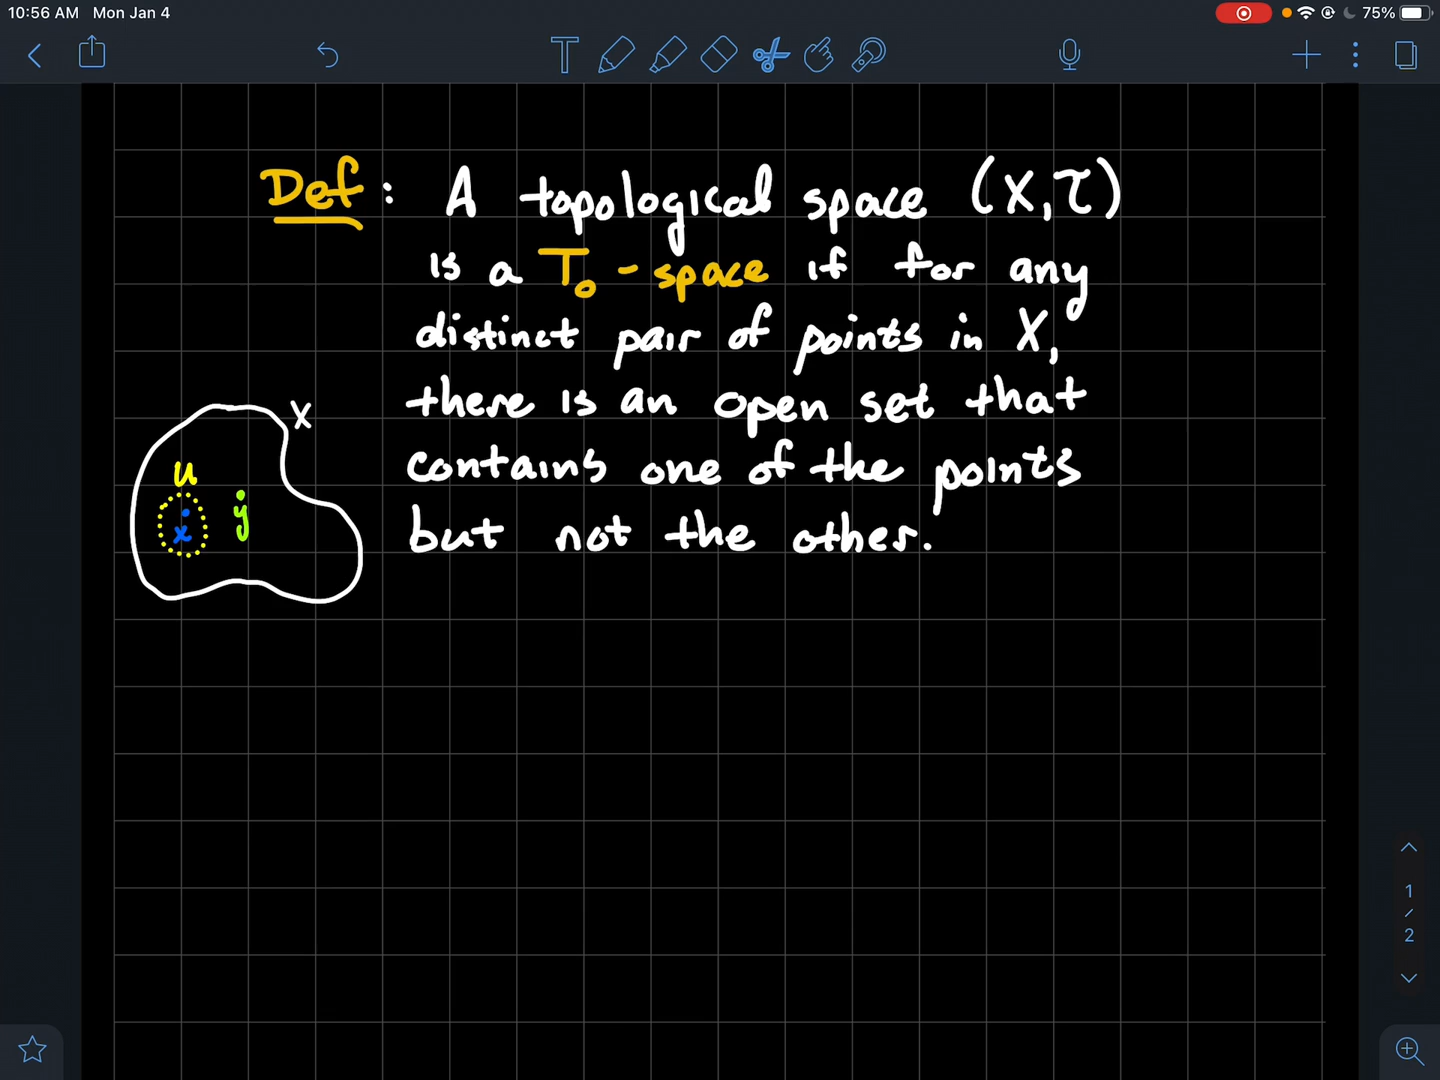 10:56 AM Mon Jan 4
75%
T
Def: A topological space (X,τ)
is a T₀-space if for any
distinct pair of points in X,
there is an open set that
contains one of the points
but not the other.
X
U
x
y
1
/
2